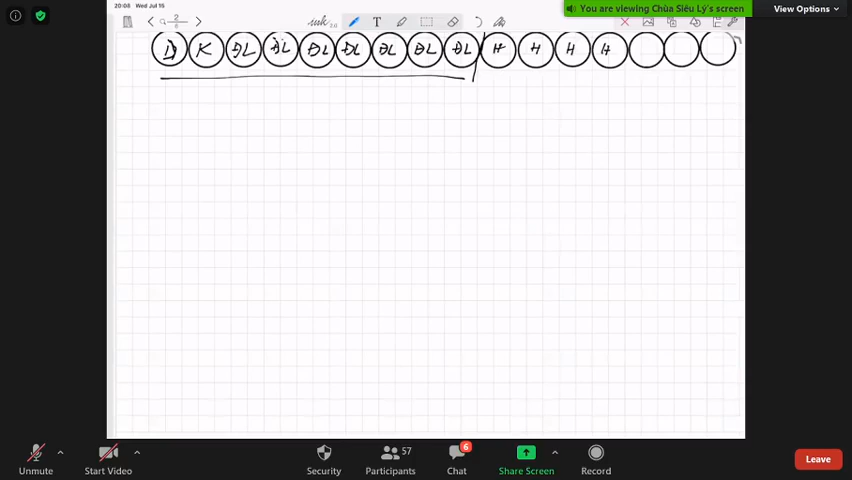 20:08 Wed Jul 15
You are viewing Chùa Siêu Lý's screen
View Options
2
T
D K ĐL ĐL ĐL ĐL ĐL ĐL ĐL H H H H
Unmute
Start Video
Security
57
Participants
6
Chat
Share Screen
Record
Leave